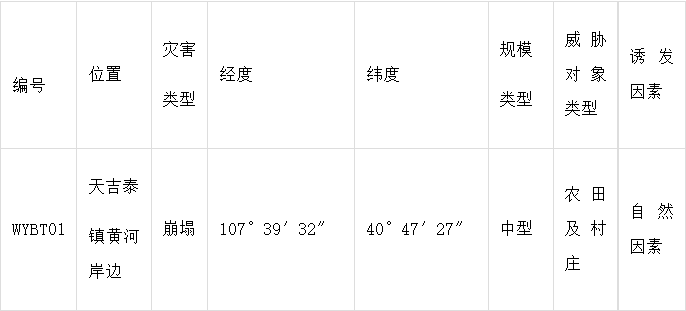 编号 位置 灾害类型 经度 纬度 规模类型 威胁对象类型 诱发因素
WYBT01 天吉泰镇黄河岸边 崩塌 107°39′32″ 40°47′27″ 中型 农田及村庄 自然因素